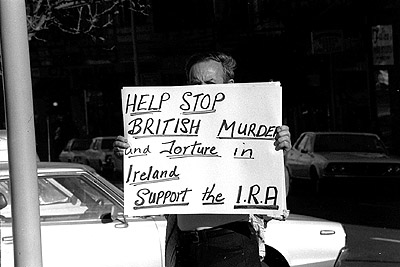 HELP STOP
BRITISH MURDER
and Torture in
Ireland
Support the I.R.A